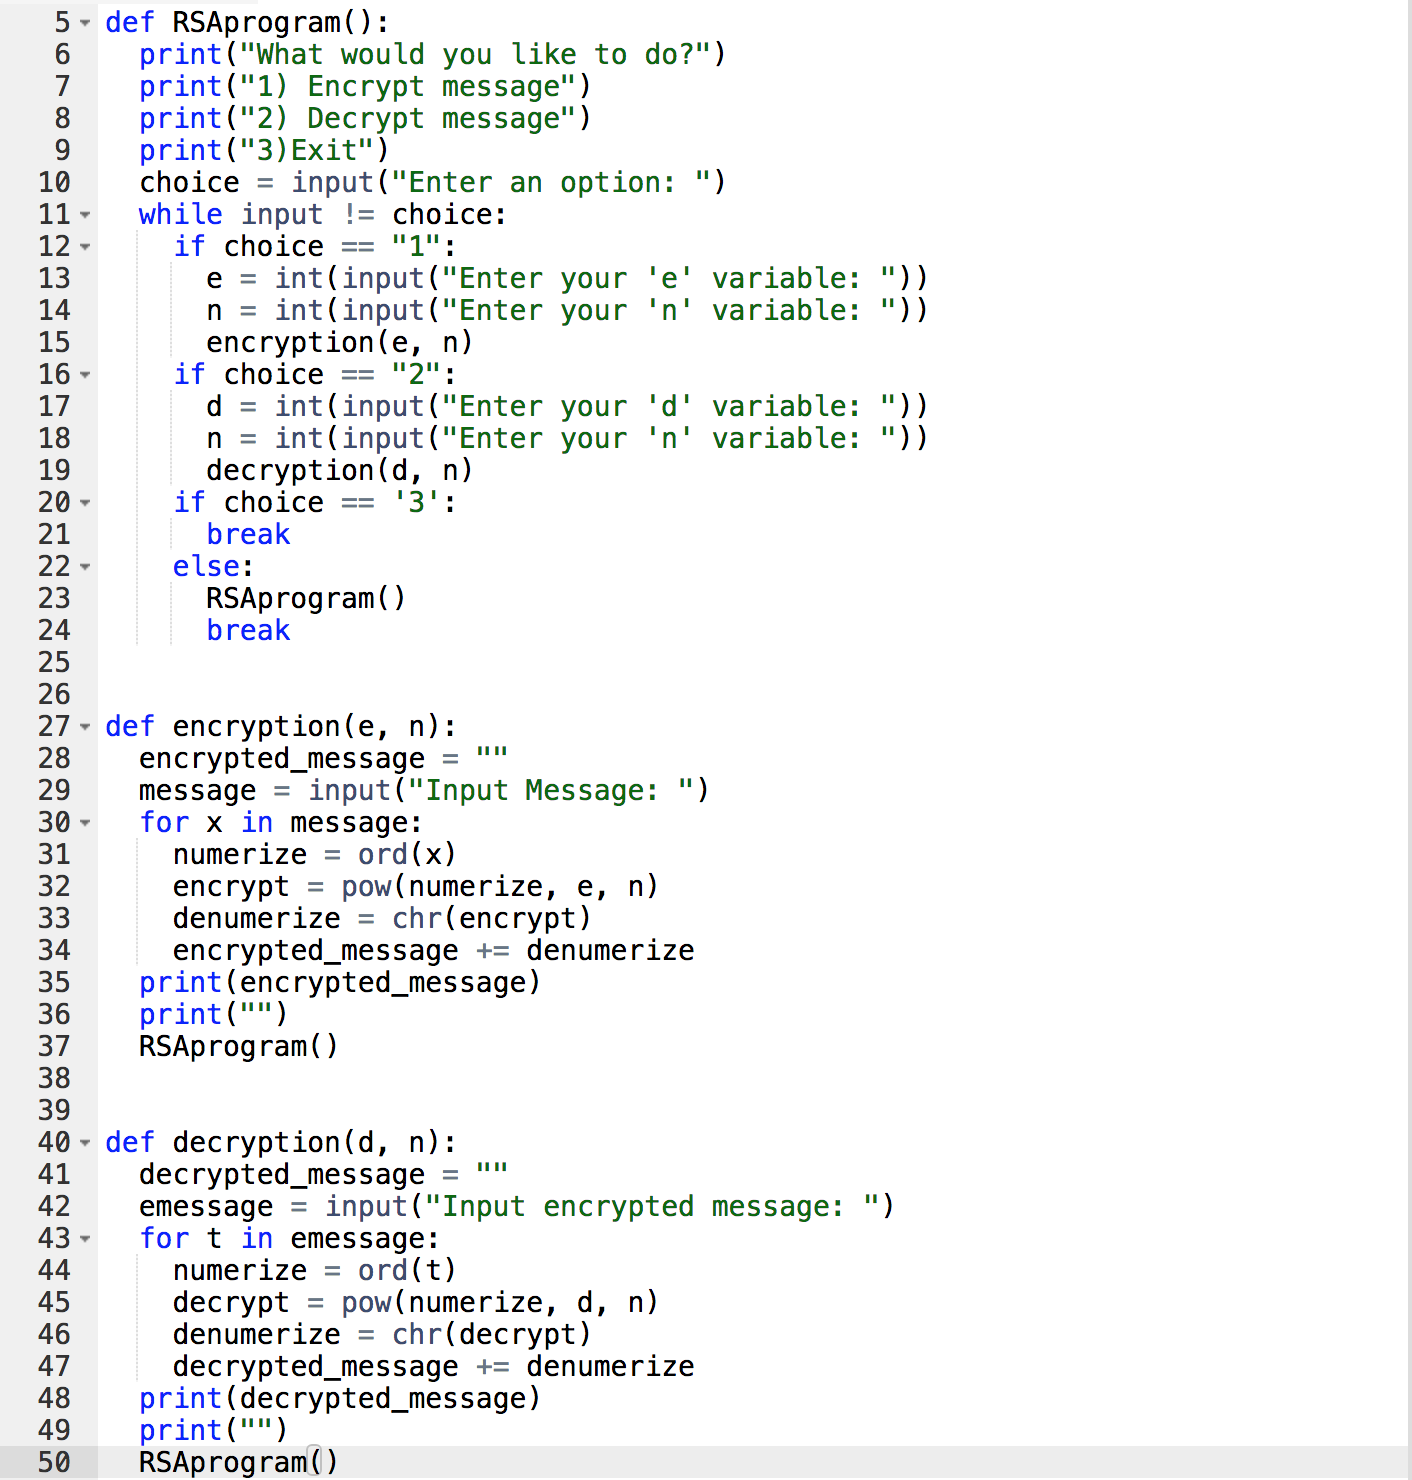 5 def RSAprogram():
6   print("What would you like to do?")
7   print("1) Encrypt message")
8   print("2) Decrypt message")
9   print("3)Exit")
10   choice = input("Enter an option: ")
11   while input != choice:
12     if choice == "1":
13       e = int(input("Enter your 'e' variable: "))
14       n = int(input("Enter your 'n' variable: "))
15       encryption(e, n)
16     if choice == "2":
17       d = int(input("Enter your 'd' variable: "))
18       n = int(input("Enter your 'n' variable: "))
19       decryption(d, n)
20     if choice == '3':
21       break
22     else:
23       RSAprogram()
24       break
25
26
27 def encryption(e, n):
28   encrypted_message = ""
29   message = input("Input Message: ")
30   for x in message:
31     numerize = ord(x)
32     encrypt = pow(numerize, e, n)
33     denumerize = chr(encrypt)
34     encrypted_message += denumerize
35   print(encrypted_message)
36   print("")
37   RSAprogram()
38
39
40 def decryption(d, n):
41   decrypted_message = ""
42   emessage = input("Input encrypted message: ")
43   for t in emessage:
44     numerize = ord(t)
45     decrypt = pow(numerize, d, n)
46     denumerize = chr(decrypt)
47     decrypted_message += denumerize
48   print(decrypted_message)
49   print("")
50   RSAprogram()